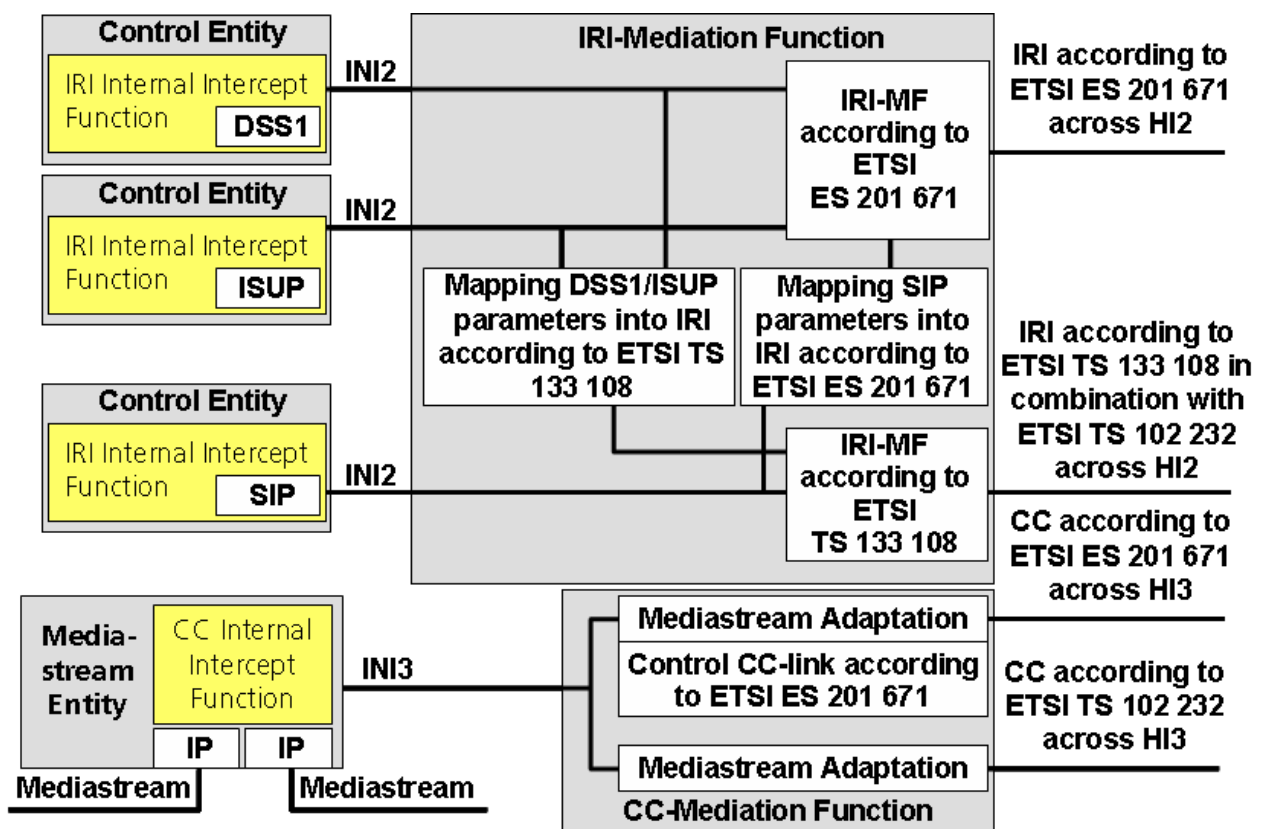 Control Entity
IRI Internal Intercept
Function
DSS1
INI2
Control Entity
IRI Internal Intercept
Function
ISUP
INI2
Control Entity
IRI Internal Intercept
Function
SIP
INI2
IRI-Mediation Function
IRI-MF
according to
ETSI
ES 201 671
Mapping DSS1/ISUP
parameters into IRI
according to ETSI TS
133 108
Mapping SIP
parameters into
IRI according to
ETSI ES 201 671
IRI-MF
according to
ETSI
TS 133 108
IRI according to
ETSI ES 201 671
across HI2
IRI according to
ETSI TS 133 108 in
combination with
ETSI TS 102 232
across HI2
CC according to
ETSI ES 201 671
across HI3
CC according to
ETSI TS 102 232
across HI3
Media-
stream
Entity
CC Internal
Intercept
Function
IP
IP
Mediastream
Mediastream
INI3
Mediastream Adaptation
Control CC-link according
to ETSI ES 201 671
Mediastream Adaptation
CC-Mediation Function